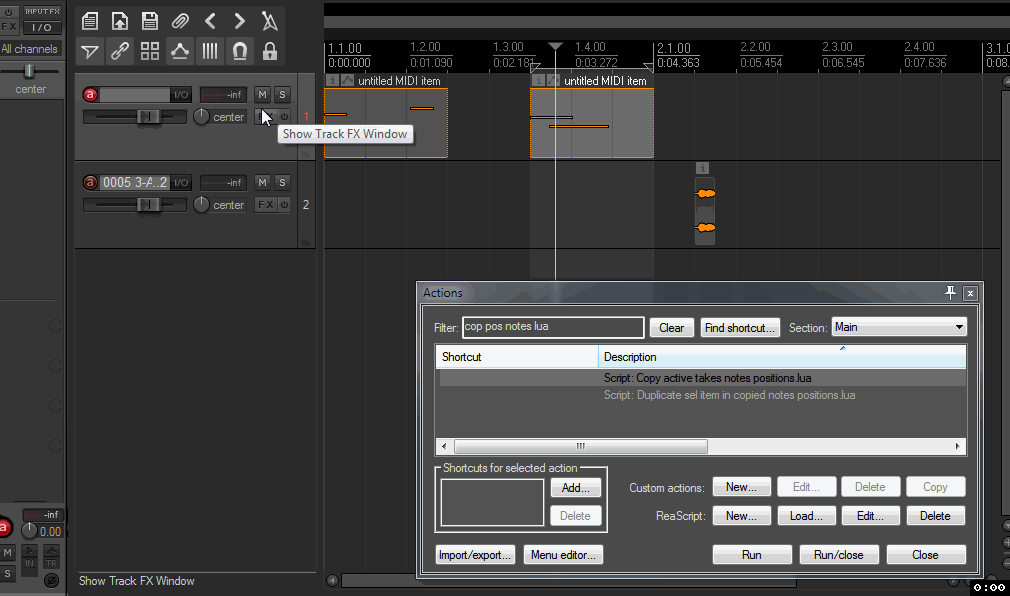 INPUT FX
FX
I/O
All channels
center
1.1.00
1.2.00
1.3.00
1.4.00
2.1.00
2.2.00
2.3.00
2.4.00
3.1.0
0:00.000
0:01.090
0:02.181
0:03.272
0:04.363
0:05.454
0:06.545
0:07.636
0:08.
untitled MIDI item
untitled MIDI item
a
I/O
-inf
M
S
center
1
Show Track FX Window
a
0005 3-A..2
I/O
-inf
M
S
center
FX
2
Actions
Filter:
cop pos notes lua
Clear
Find shortcut...
Section:
Main
Shortcut
Description
Script: Copy active takes notes positions.lua
Script: Duplicate sel item in copied notes positions.lua
Shortcuts for selected action
Add...
Delete
Custom actions:
New...
Edit...
Delete
Copy
ReaScript:
New...
Load...
Edit...
Delete
Import/export...
Menu editor...
Run
Run/close
Close
-inf
a
0.00
M
S
IN
TR
Show Track FX Window
0:00